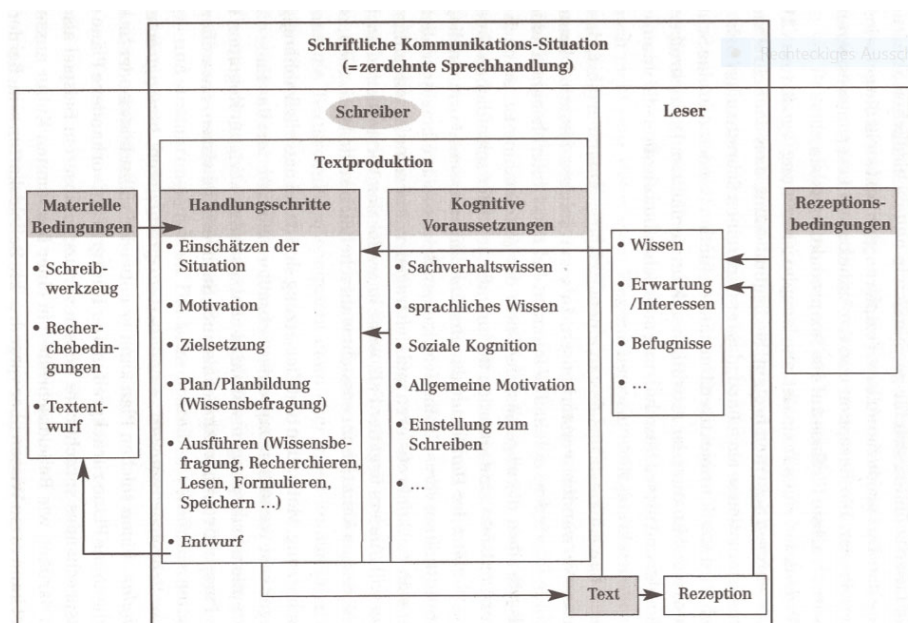 Schriftliche Kommunikations-Situation
(=zerdehnte Sprechhandlung)
Rechteckiges Aussch
Schreiber
Leser
Textproduktion
Materielle
Bedingungen
• Schreib-
werkzeug
• Recher-
chebedin-
gungen
• Textent-
wurf
Handlungsschritte
• Einschätzen der
Situation
• Motivation
• Zielsetzung
• Plan/Planbildung
(Wissensbefragung)
• Ausführen (Wissensbe-
fragung, Recherchieren,
Lesen, Formulieren,
Speichern ...)
• Entwurf
Kognitive
Voraussetzungen
• Sachverhaltswissen
• sprachliches Wissen
• Soziale Kognition
• Allgemeine Motivation
• Einstellung zum
Schreiben
• ...
• Wissen
• Erwartung
/Interessen
• Befugnisse
• ...
Rezeptions-
bedingungen
Text
Rezeption